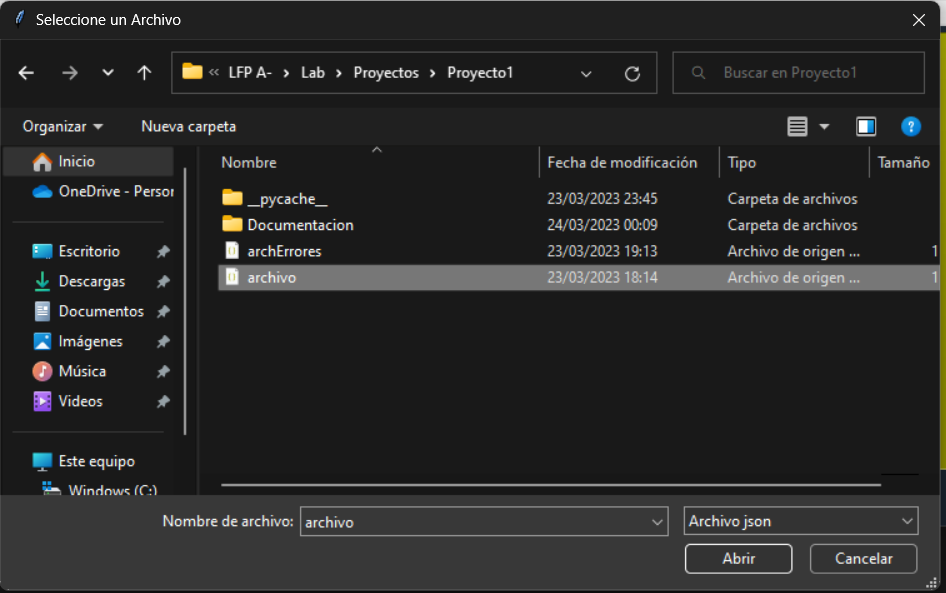 Seleccione un Archivo
« LFP A- › Lab › Proyectos › Proyecto1
Buscar en Proyecto1
Organizar
Nueva carpeta
Inicio
OneDrive - Person
Escritorio
Descargas
Documentos
Imágenes
Música
Videos
Este equipo
Windows (C:)
Nombre Fecha de modificación Tipo Tamaño
__pycache__ 23/03/2023 23:45 Carpeta de archivos
Documentacion 24/03/2023 00:09 Carpeta de archivos
archErrores 23/03/2023 19:13 Archivo de origen ... 1
archivo 23/03/2023 18:14 Archivo de origen ... 1
Nombre de archivo: archivo
Archivo json
Abrir
Cancelar